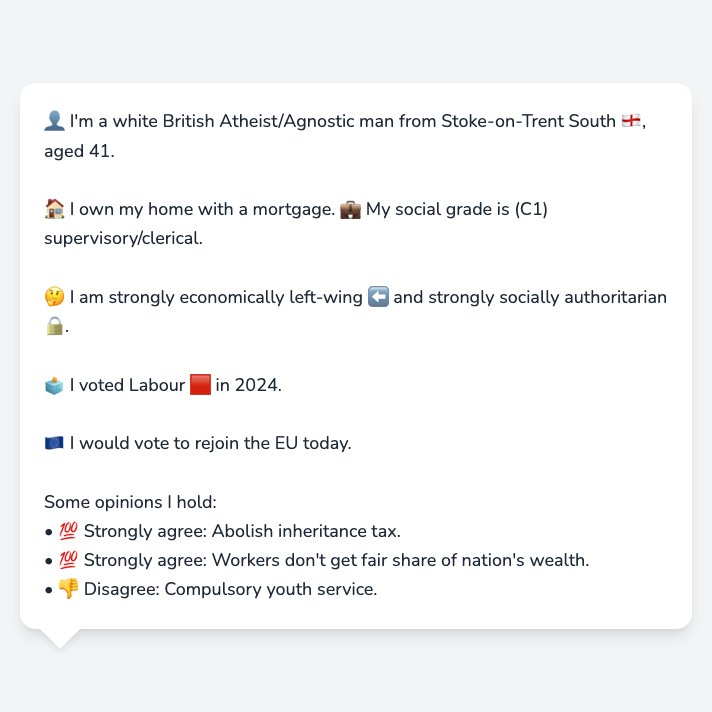 👤 I'm a white British Atheist/Agnostic man from Stoke-on-Trent South 🏴󠁧󠁢󠁥󠁮󠁧󠁿,
aged 41.
🏠 I own my home with a mortgage. 💼 My social grade is (C1)
supervisory/clerical.
🤔 I am strongly economically left-wing ⬅️ and strongly socially authoritarian
🔒.
🗳️ I voted Labour 🟥 in 2024.
🇪🇺 I would vote to rejoin the EU today.
Some opinions I hold:
• 💯 Strongly agree: Abolish inheritance tax.
• 💯 Strongly agree: Workers don't get fair share of nation's wealth.
• 👎 Disagree: Compulsory youth service.